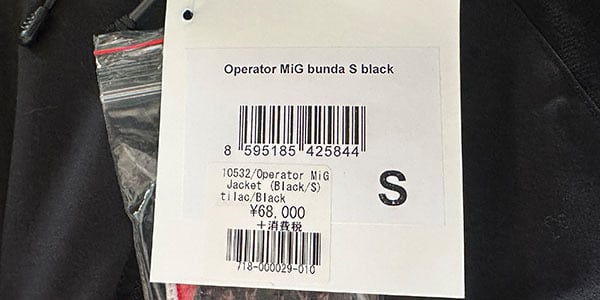 Operator MiG bunda S black
8 595185 425844
S
10532/Operator MiG
Jacket (Black/S)
tilac/Black
¥68,000
+消費税
718-000029-010